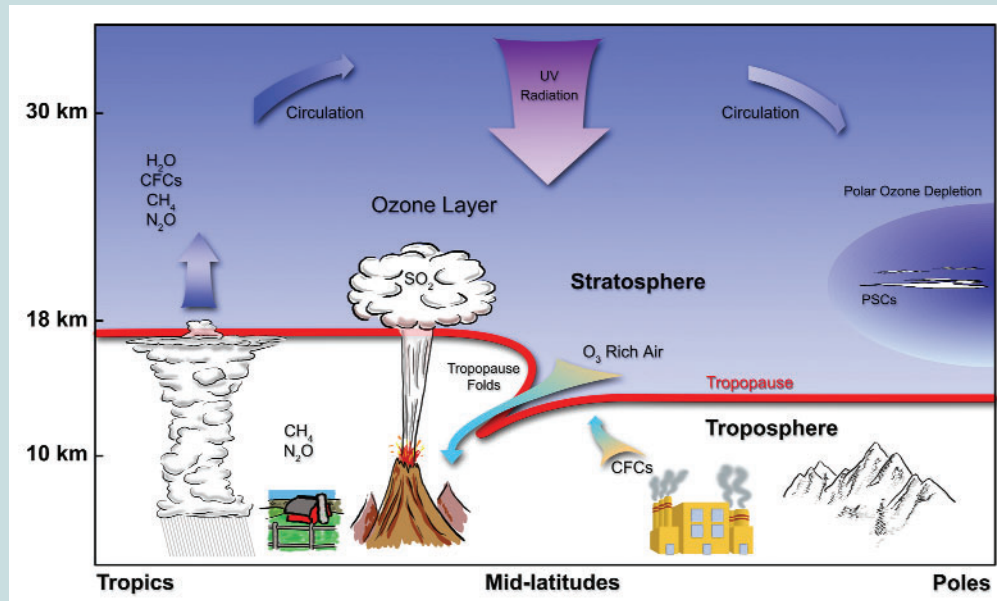 UV
Radiation
Circulation
Circulation
30 km
H₂O
CFCs
CH₄
N₂O
Ozone Layer
Polar Ozone Depletion
SO₂
Stratosphere
PSCs
18 km
Tropopause
Folds
O₃ Rich Air
Tropopause
Troposphere
CH₄
N₂O
10 km
CFCs
Tropics
Mid-latitudes
Poles